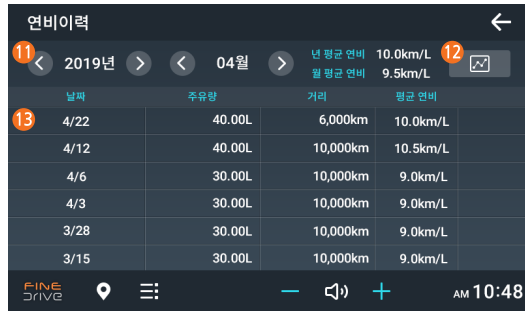 연비이력
11 2019년 04월 년 평균 연비 10.0km/L 12
월 평균 연비 9.5km/L
날짜 주유량 거리 평균 연비
13 4/22 40.00L 6,000km 10.0km/L
4/12 40.00L 10,000km 10.5km/L
4/6 30.00L 10,000km 9.0km/L
4/3 30.00L 10,000km 9.0km/L
3/28 30.00L 10,000km 9.0km/L
3/15 30.00L 10,000km 9.0km/L
FINE
DRIVE
AM 10:48